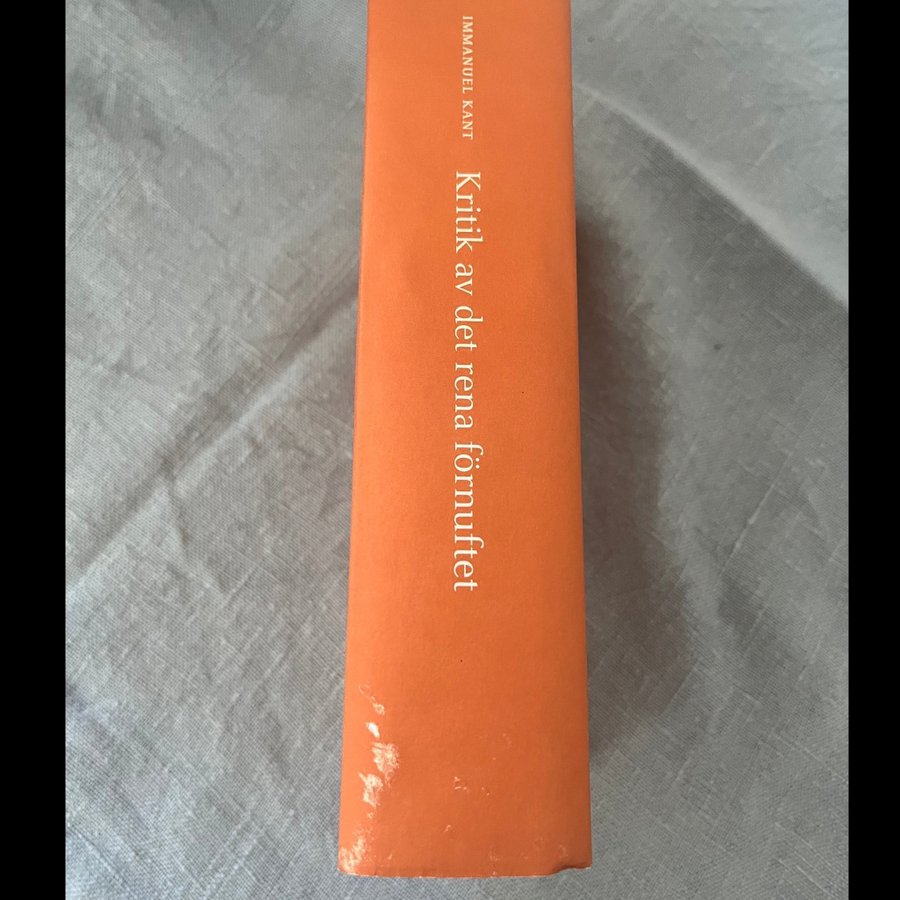 IMMANUEL KANT
Kritik av det rena förnuftet